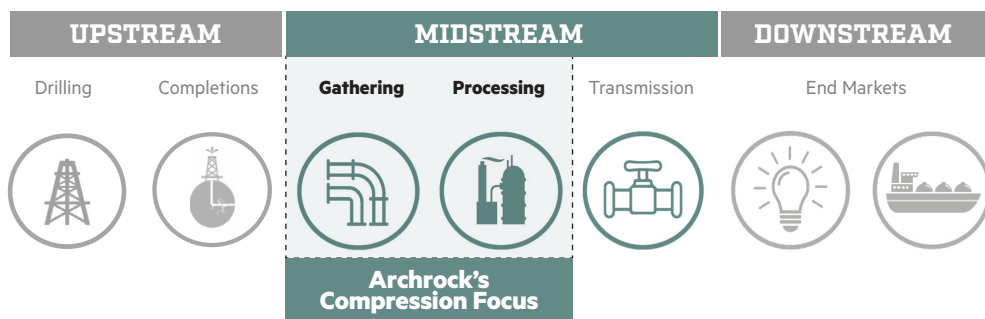 UPSTREAM MIDSTREAM DOWNSTREAM
Drilling Completions Gathering Processing Transmission End Markets
Archrock's
Compression Focus